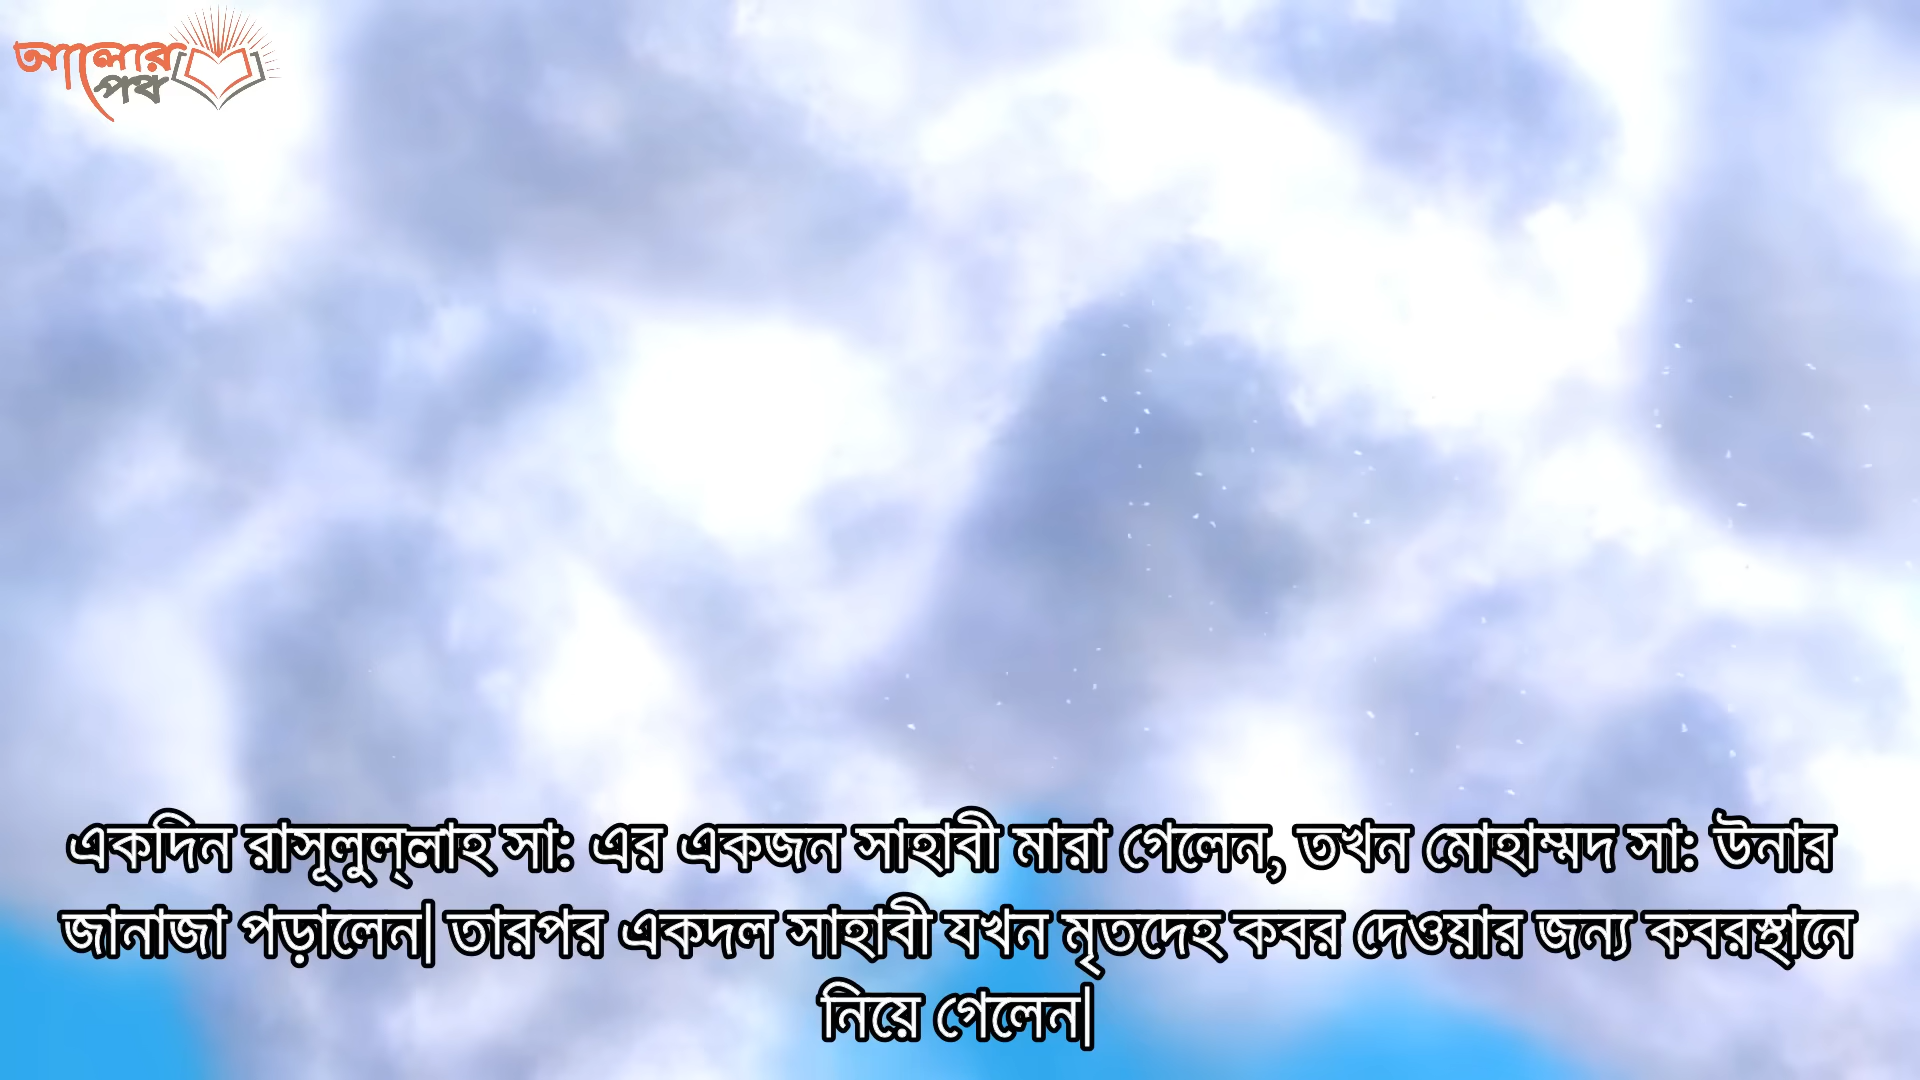 আলোর
পথ
একদিন রাসূলুল্লাহ সা: এর একজন সাহাবী মারা গেলেন, তখন মোহাম্মদ সা: উনার
জানাজা পড়ালেন| তারপর একদল সাহাবী যখন মৃতদেহ কবর দেওয়ার জন্য কবরস্থানে
নিয়ে গেলেন|